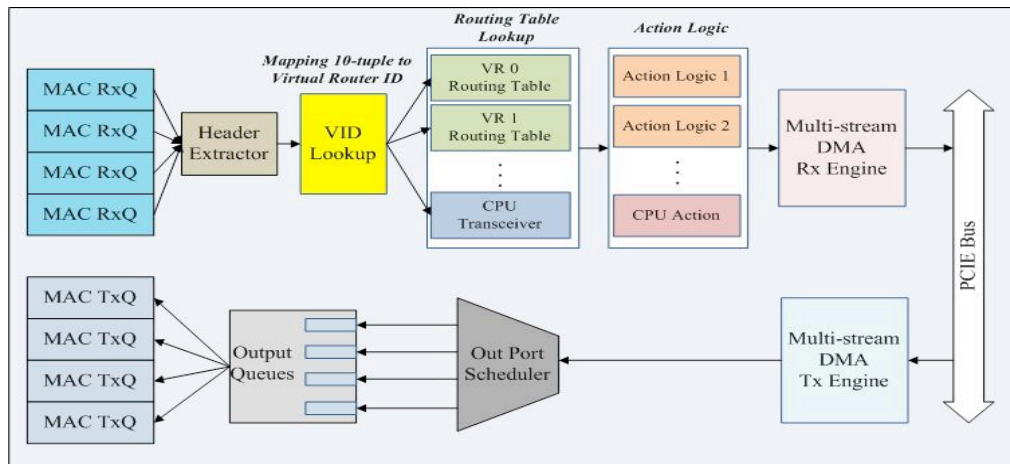 Routing Table
Lookup
Action Logic
Mapping 10-tuple to
Virtual Router ID
MAC RxQ
MAC RxQ
MAC RxQ
MAC RxQ
Header
Extractor
VID
Lookup
VR 0
Routing Table
VR 1
Routing Table
CPU
Transceiver
Action Logic 1
Action Logic 2
CPU Action
Multi-stream
DMA
Rx Engine
PCIE Bus
MAC TxQ
MAC TxQ
MAC TxQ
MAC TxQ
Output
Queues
Out Port
Scheduler
Multi-stream
DMA
Tx Engine